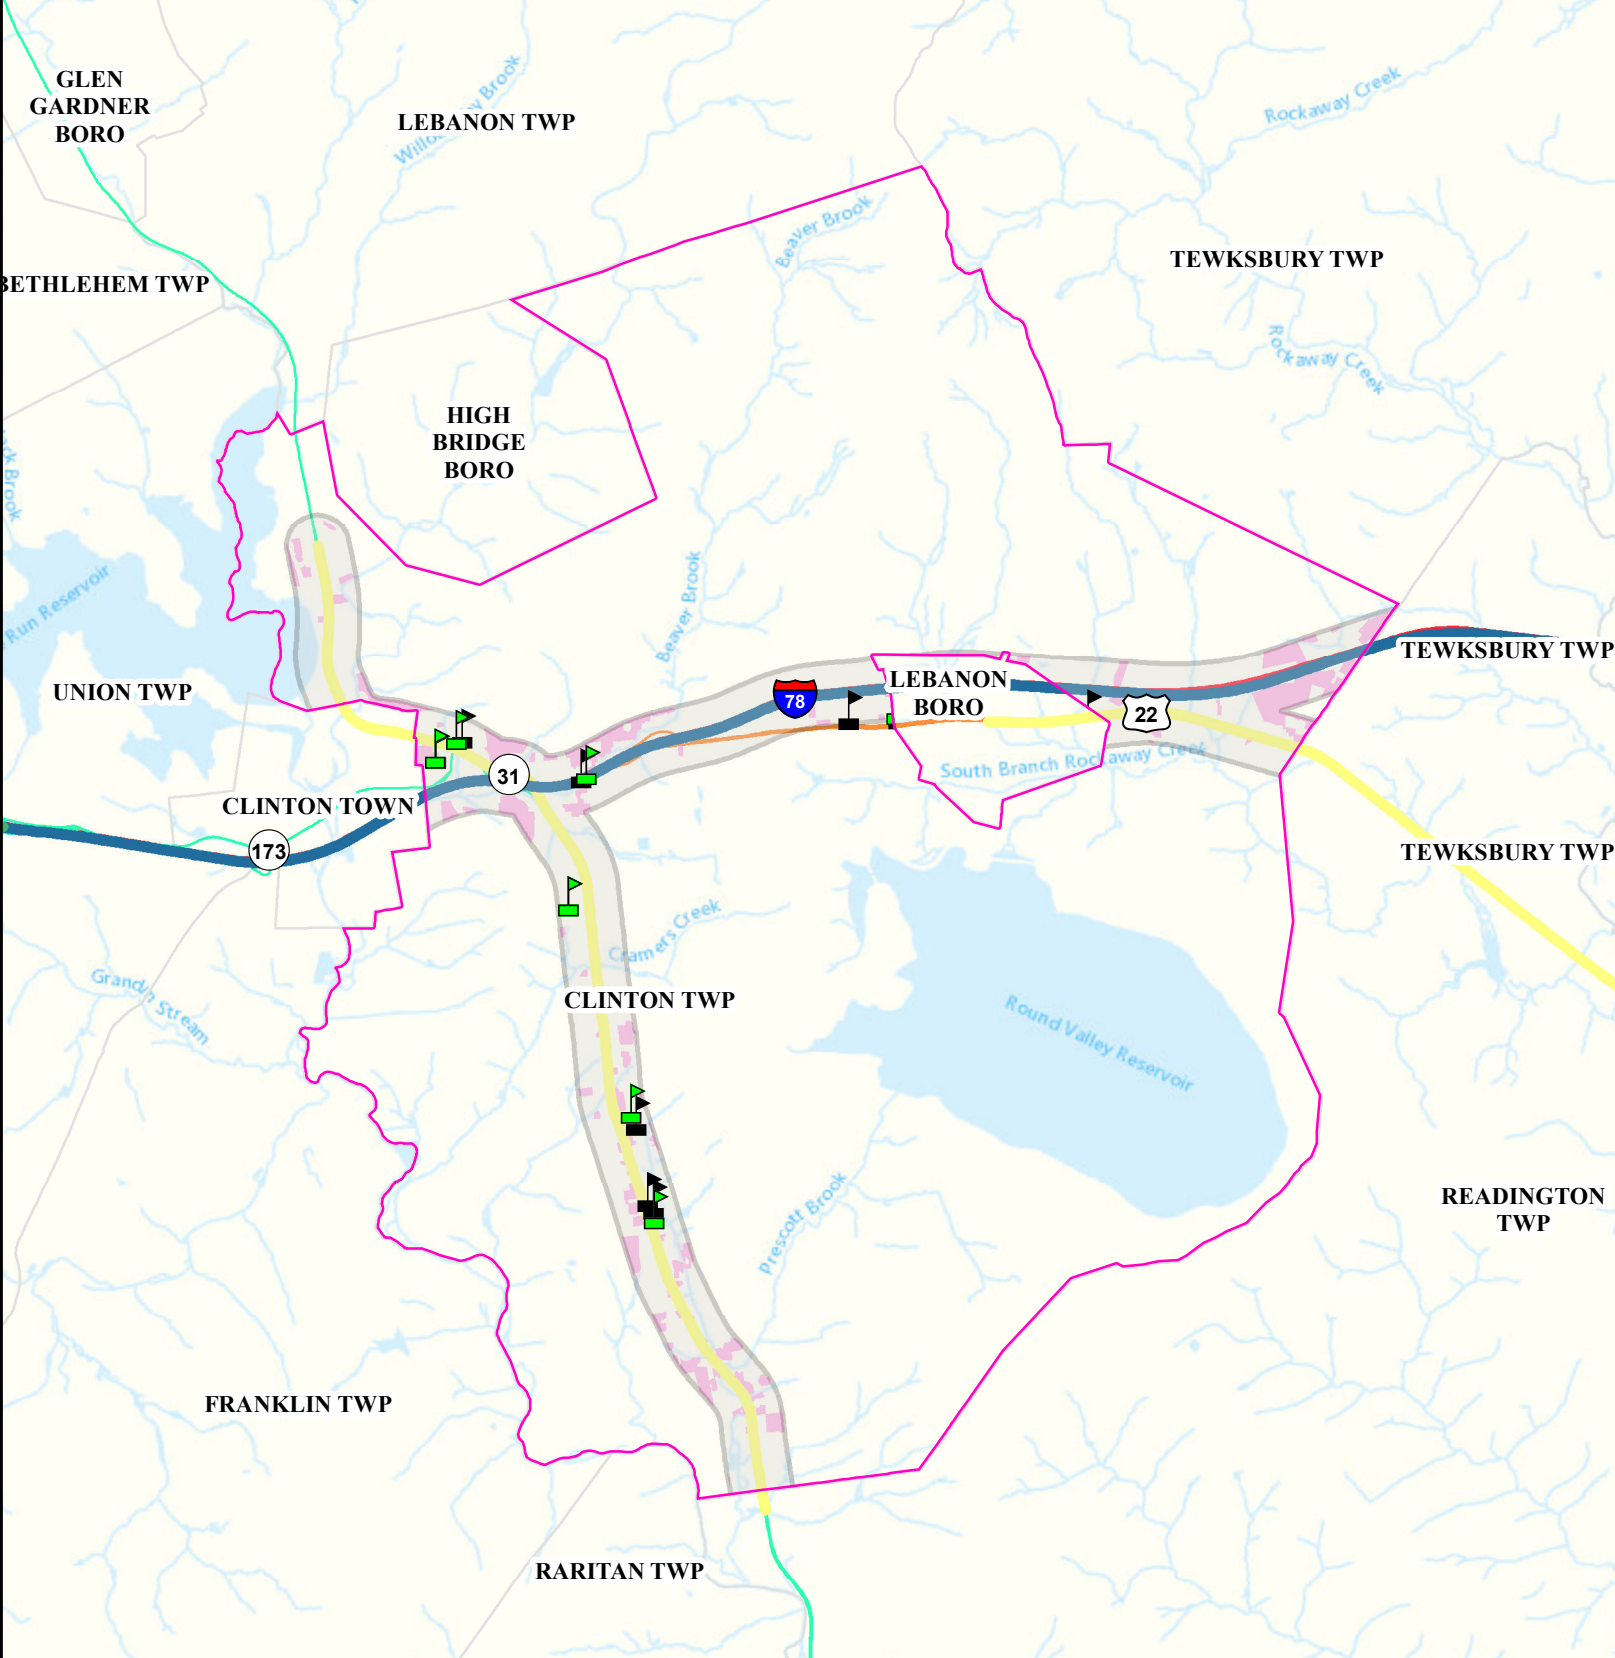 GLEN
GARDNER
BORO
LEBANON TWP
Brook
Rockaway Creek
Beaver Brook
TEWKSBURY TWP
BETHLEHEM TWP
Rockaway Creek
HIGH
BRIDGE
BORO
Brook
Run Reservoir
Beaver Brook
UNION TWP
78
LEBANON
BORO
TEWKSBURY TWP
22
31
South Branch Rockaway Creek
CLINTON TOWN
173
TEWKSBURY TWP
Cramers Creek
Grandin Stream
CLINTON TWP
Round Valley Reservoir
Prescott Brook
READINGTON
TWP
FRANKLIN TWP
RARITAN TWP